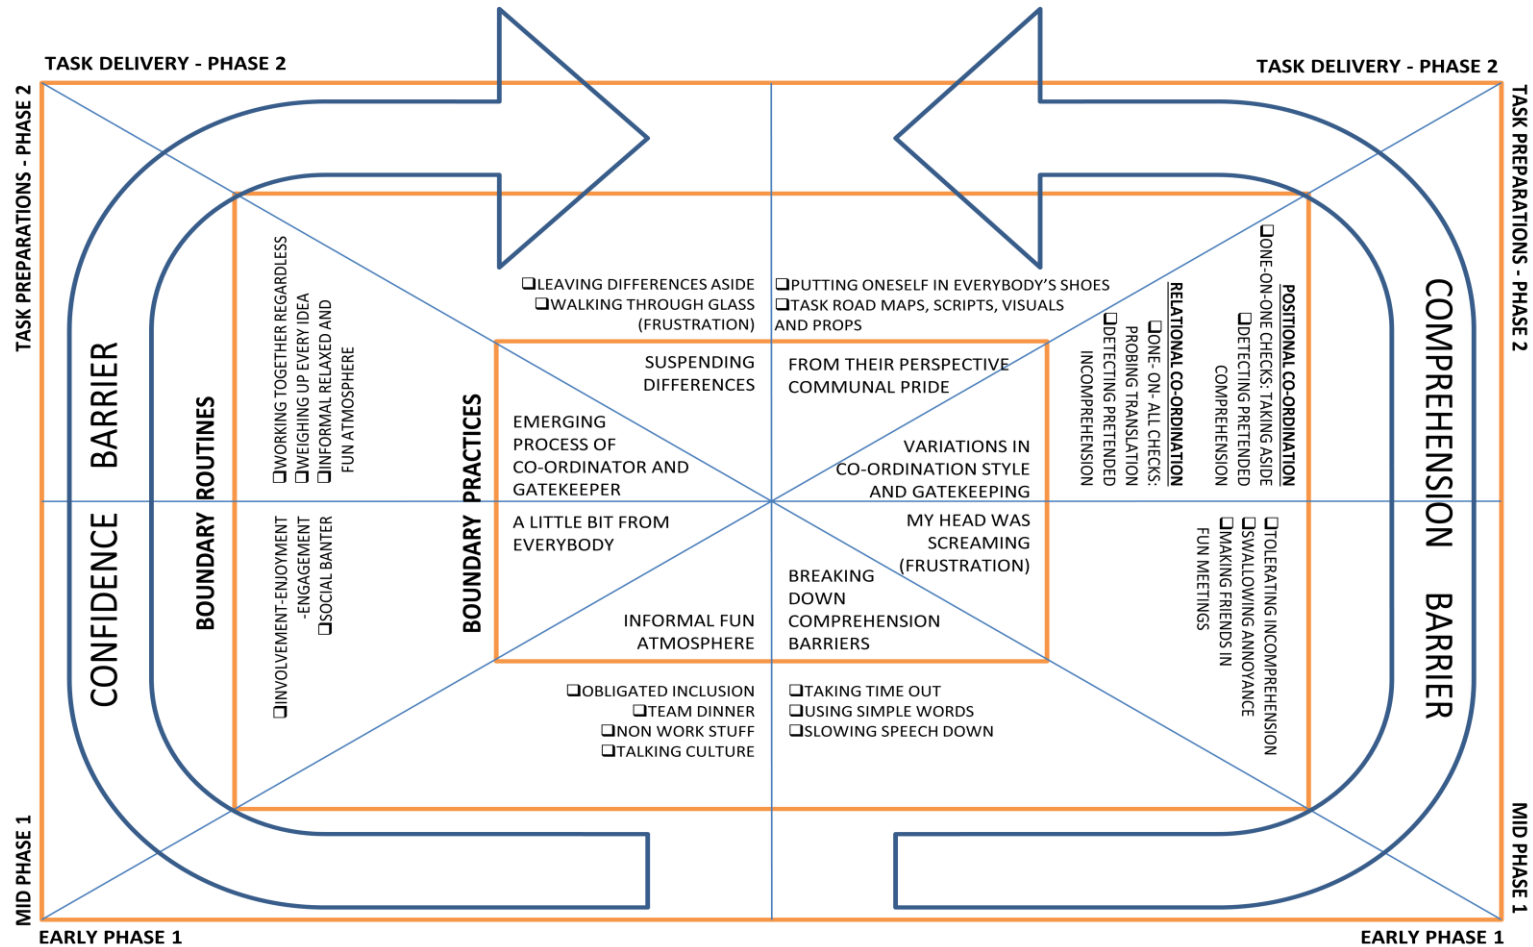 TASK DELIVERY - PHASE 2
TASK DELIVERY - PHASE 2
TASK PREPARATIONS - PHASE 2
TASK PREPARATIONS - PHASE 2
CONFIDENCE BARRIER
COMPREHENSION BARRIER
BOUNDARY ROUTINES
BOUNDARY PRACTICES
❑WORKING TOGETHER REGARDLESS
❑WEIGHING UP EVERY IDEA
❑INFORMAL RELAXED AND
FUN ATMOSPHERE
❑LEAVING DIFFERENCES ASIDE
❑WALKING THROUGH GLASS
(FRUSTRATION)
❑PUTTING ONESELF IN EVERYBODY’S SHOES
❑TASK ROAD MAPS, SCRIPTS, VISUALS
AND PROPS
RELATIONAL CO-ORDINATION
❑ONE- ON- ALL CHECKS:
PROBING TRANSLATION
❑DETECTING PRETENDED
INCOMPREHENSION
POSITIONAL CO-ORDINATION
❑ONE-ON-ONE CHECKS: TAKING ASIDE
❑DETECTING PRETENDED
COMPREHENSION
SUSPENDING
DIFFERENCES
FROM THEIR PERSPECTIVE
COMMUNAL PRIDE
EMERGING
PROCESS OF
CO-ORDINATOR AND
GATEKEEPER
VARIATIONS IN
CO-ORDINATION STYLE
AND GATEKEEPING
A LITTLE BIT FROM
EVERYBODY
MY HEAD WAS
SCREAMING
(FRUSTRATION)
INFORMAL FUN
ATMOSPHERE
BREAKING
DOWN
COMPREHENSION
BARRIERS
❑INVOLVEMENT-ENJOYMENT
-ENGAGEMENT
❑SOCIAL BANTER
❑TOLERATING INCOMPREHENSION
❑SWALLOWING ANNOYANCE
❑MAKING FRIENDS IN
FUN MEETINGS
❑OBLIGATED INCLUSION
❑TEAM DINNER
❑NON WORK STUFF
❑TALKING CULTURE
❑TAKING TIME OUT
❑USING SIMPLE WORDS
❑SLOWING SPEECH DOWN
MID PHASE 1
MID PHASE 1
EARLY PHASE 1
EARLY PHASE 1